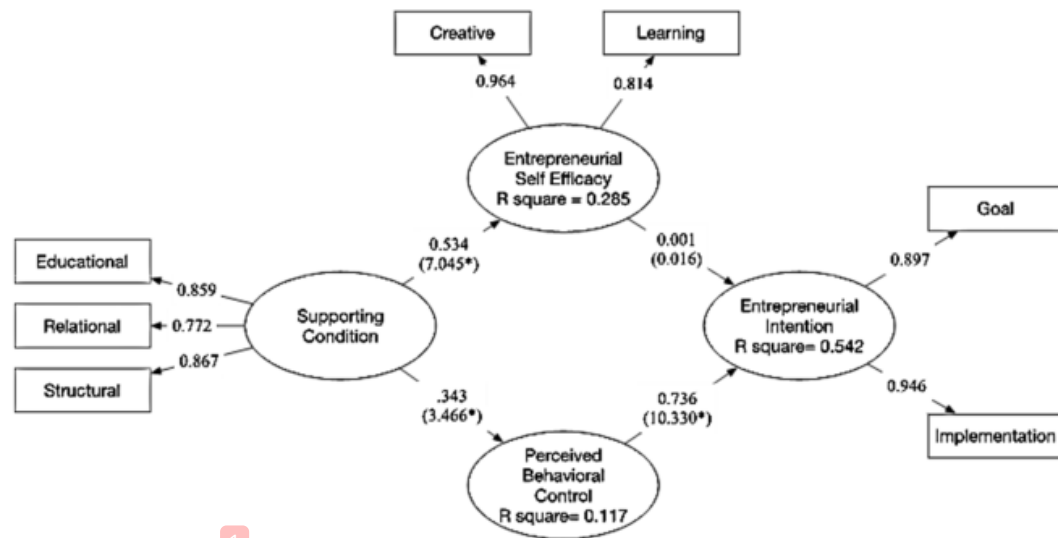 Creative
Learning
0.964
0.814
Entrepreneurial
Self Efficacy
R square = 0.285
Goal
0.534
(7.045*)
0.001
(0.016)
0.897
Educational
0.859
Relational
0.772
Structural
0.867
Supporting
Condition
Entrepreneurial
Intention
R square= 0.542
.343
(3.466*)
0.736
(10.330*)
0.946
Implementation
Perceived
Behavioral
Control
R square= 0.117